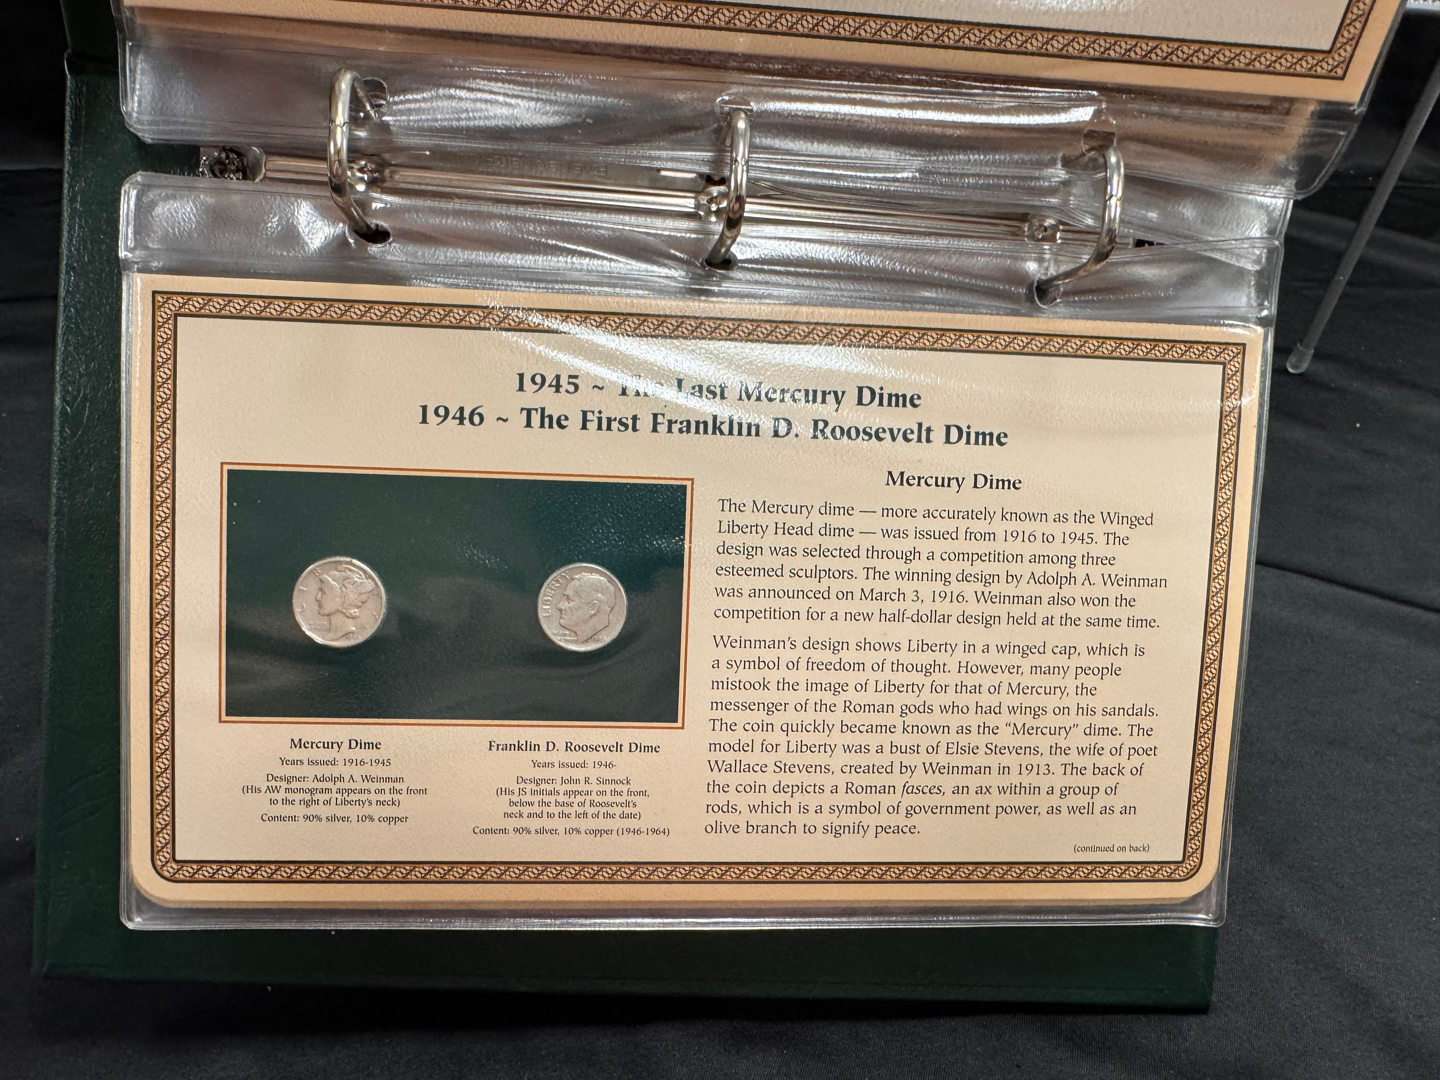 1945 ~ The Last Mercury Dime
1946 ~ The First Franklin D. Roosevelt Dime
LIBERTY
Mercury Dime
Years issued: 1916-1945
Designer: Adolph A. Weinman
(His AW monogram appears on the front
to the right of Liberty's neck)
Content: 90% silver, 10% copper
Franklin D. Roosevelt Dime
Years issued: 1946-
Designer: John R. Sinnock
(His JS initials appear on the front,
below the base of Roosevelt's
neck and to the left of the date)
Content: 90% silver, 10% copper (1946-1964)
Mercury Dime
The Mercury dime — more accurately known as the Winged
Liberty Head dime — was issued from 1916 to 1945. The
design was selected through a competition among three
esteemed sculptors. The winning design by Adolph A. Weinman
was announced on March 3, 1916. Weinman also won the
competition for a new half-dollar design held at the same time.
Weinman's design shows Liberty in a winged cap, which is
a symbol of freedom of thought. However, many people
mistook the image of Liberty for that of Mercury, the
messenger of the Roman gods who had wings on his sandals.
The coin quickly became known as the “Mercury” dime. The
model for Liberty was a bust of Elsie Stevens, the wife of poet
Wallace Stevens, created by Weinman in 1913. The back of
the coin depicts a Roman fasces, an ax within a group of
rods, which is a symbol of government power, as well as an
olive branch to signify peace.
(continued on back)